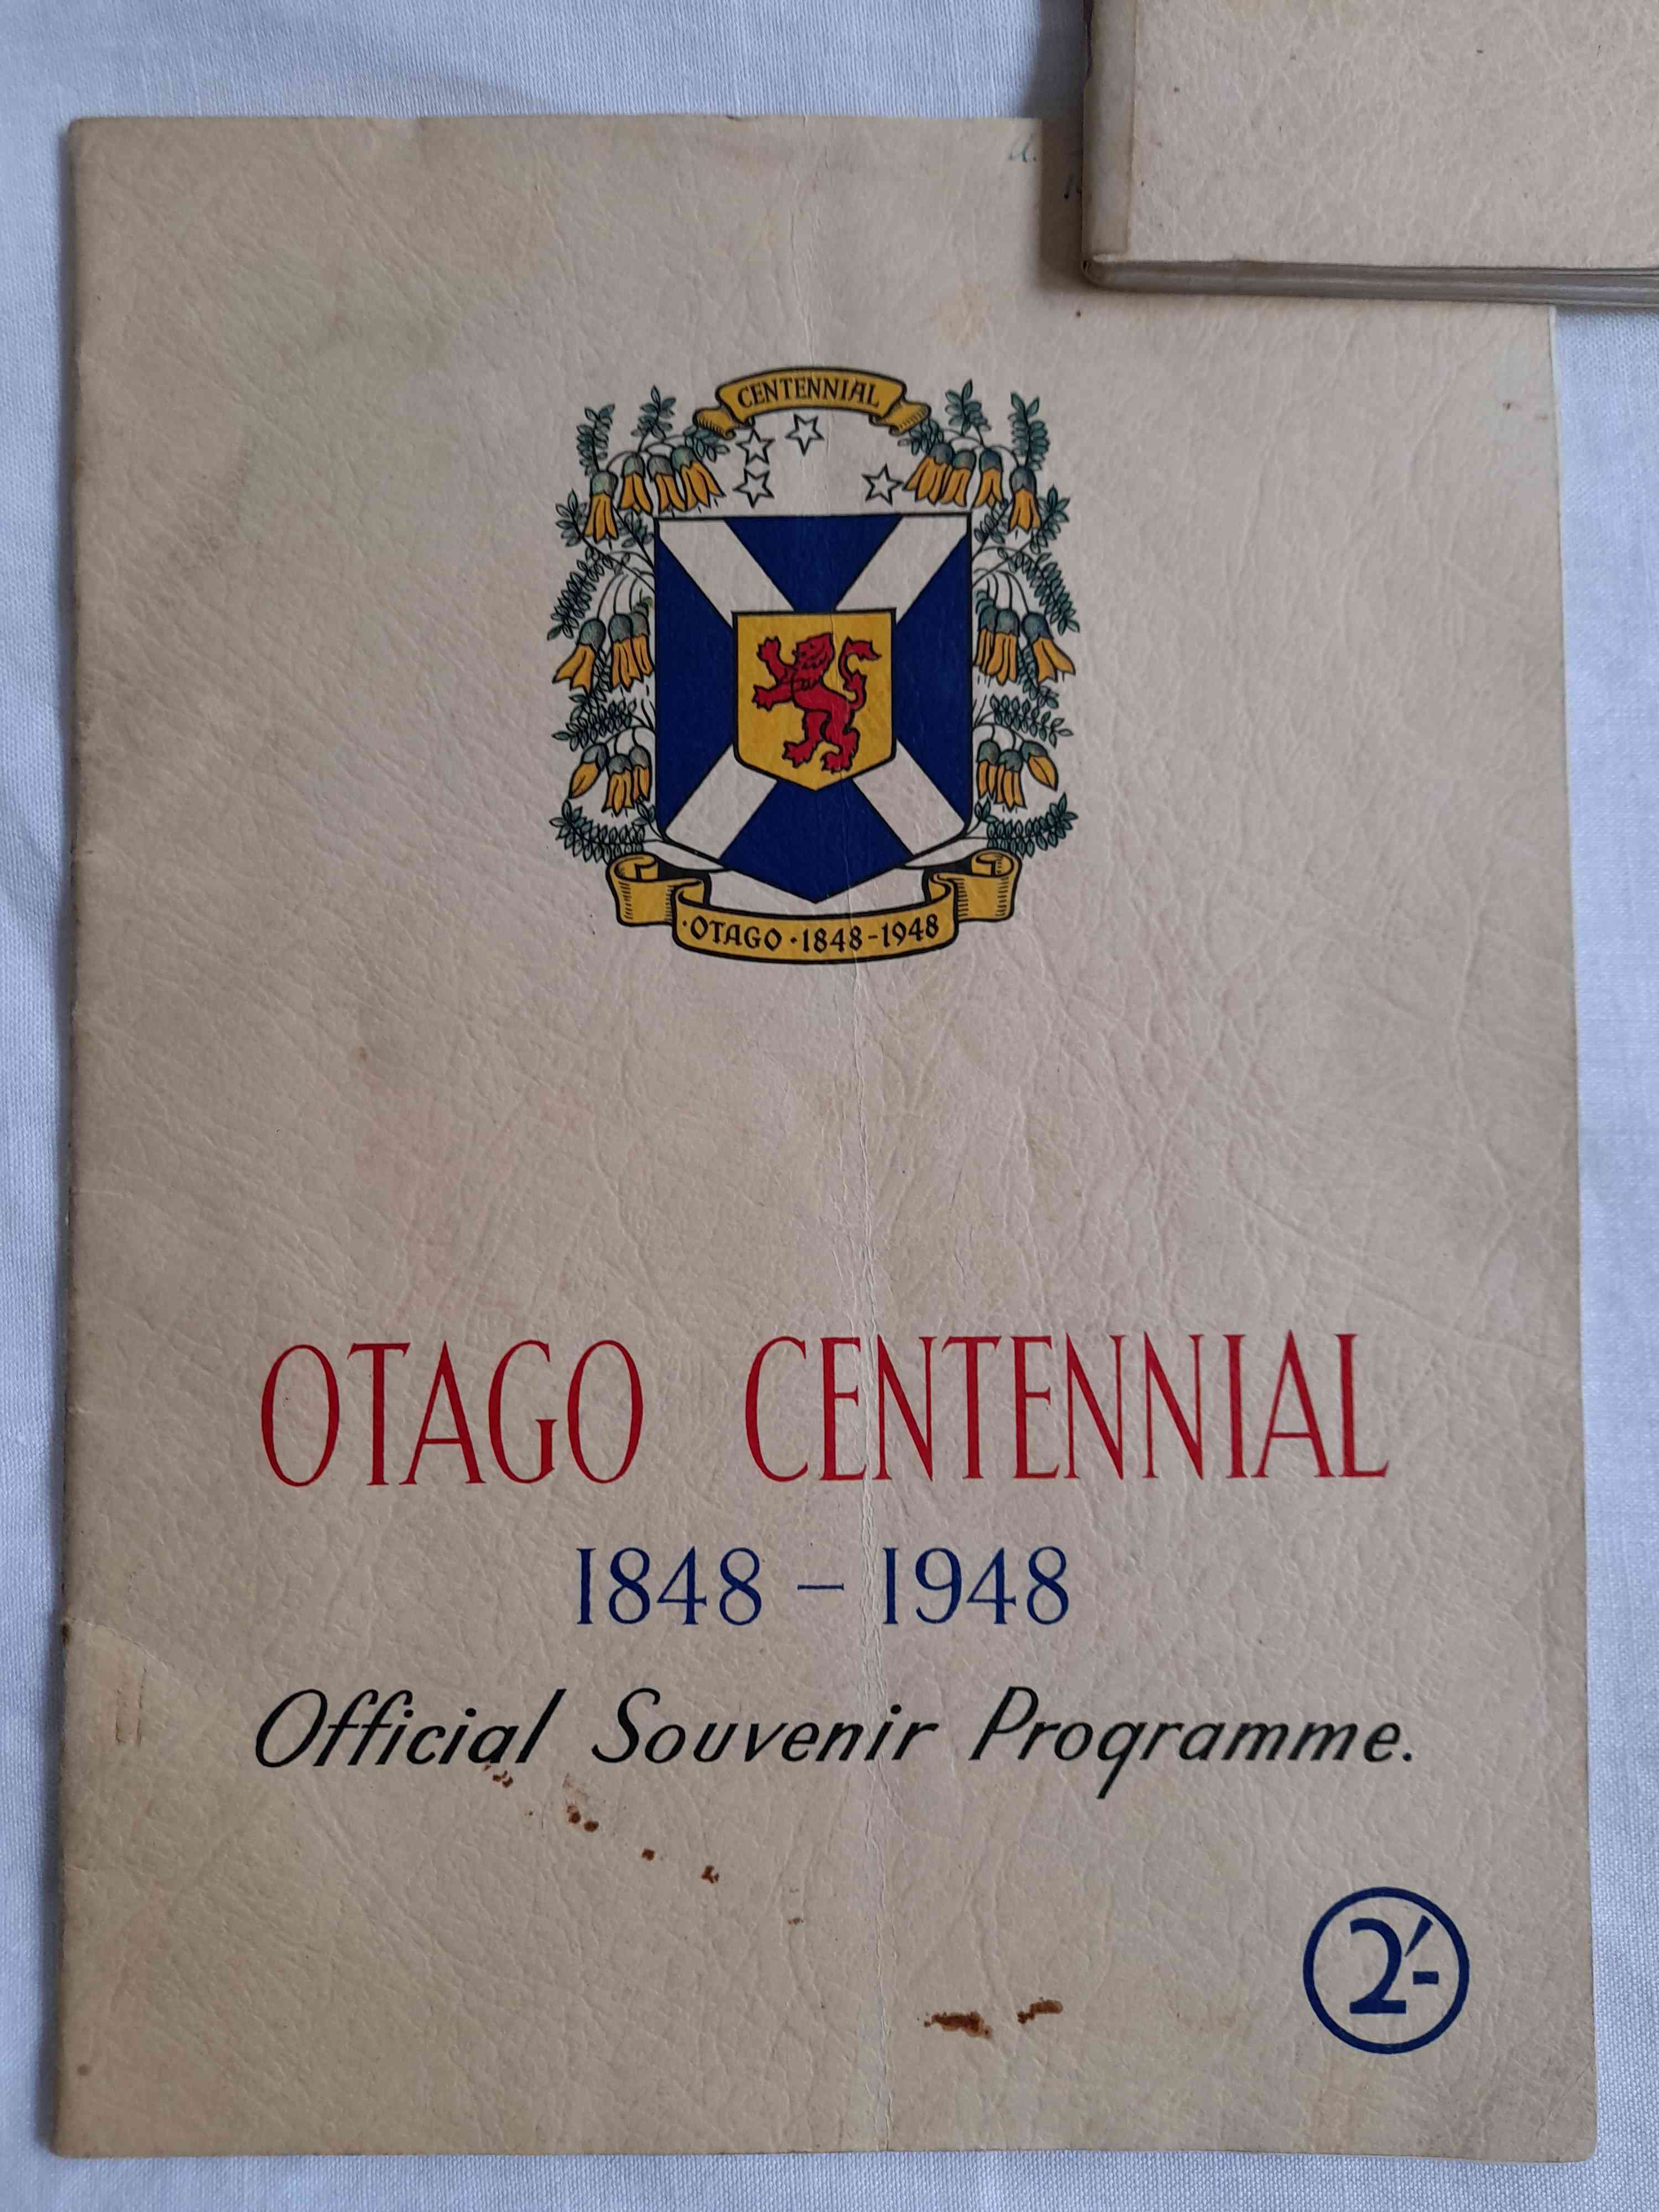 CENTENNIAL
·OTAGO·1848-1948
OTAGO CENTENNIAL
1848 – 1948
Official Souvenir Programme.
2/-